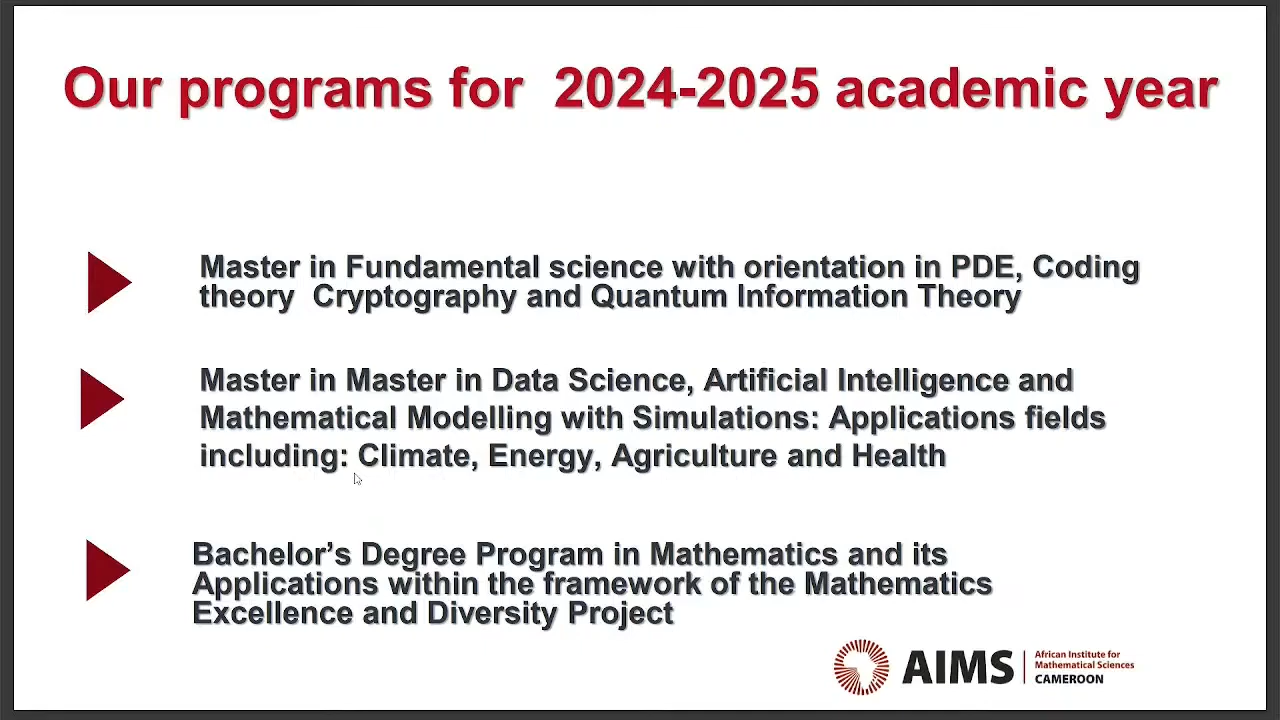 Our programs for 2024-2025 academic year
Master in Fundamental science with orientation in PDE, Coding
theory Cryptography and Quantum Information Theory
Master in Master in Data Science, Artificial Intelligence and
Mathematical Modelling with Simulations: Applications fields
including: Climate, Energy, Agriculture and Health
Bachelor’s Degree Program in Mathematics and its
Applications within the framework of the Mathematics
Excellence and Diversity Project
AIMS
African Institute for
Mathematical Sciences
CAMEROON